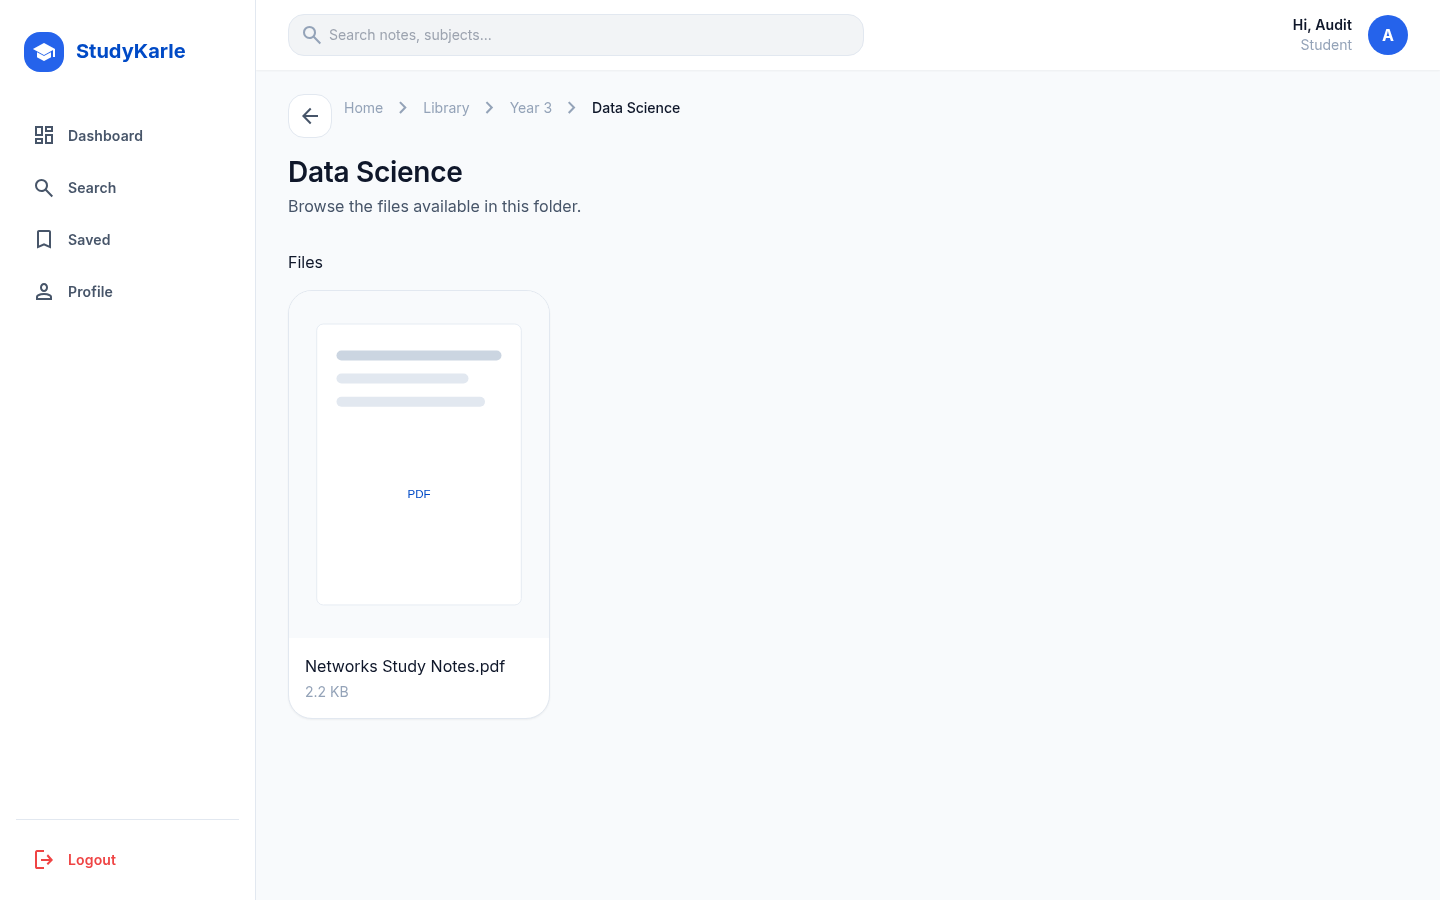 StudyKarle
Dashboard
Search
Saved
Profile
Logout
Search notes, subjects...
Hi, Audit
Student
A
Home
Library
Year 3
Data Science
Data Science
Browse the files available in this folder.
Files
PDF
Networks Study Notes.pdf
2.2 KB